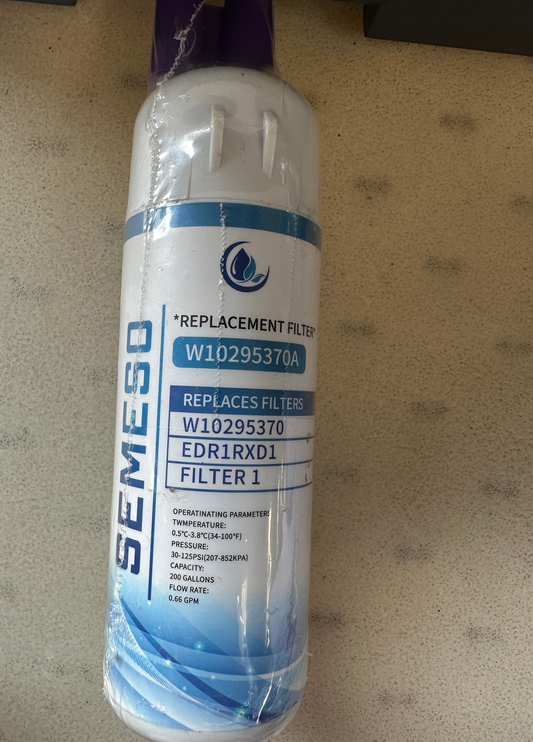 SEMESO
*REPLACEMENT FILTER*
W10295370A
REPLACES FILTERS
W10295370
EDR1RXD1
FILTER 1
OPERATINATING PARAMETERS
TWMPERATURE:
0.5°C-3.8°C(34-100°F)
PRESSURE:
30-125PSI(207-852KPA)
CAPACITY:
200 GALLONS
FLOW RATE:
0.66 GPM